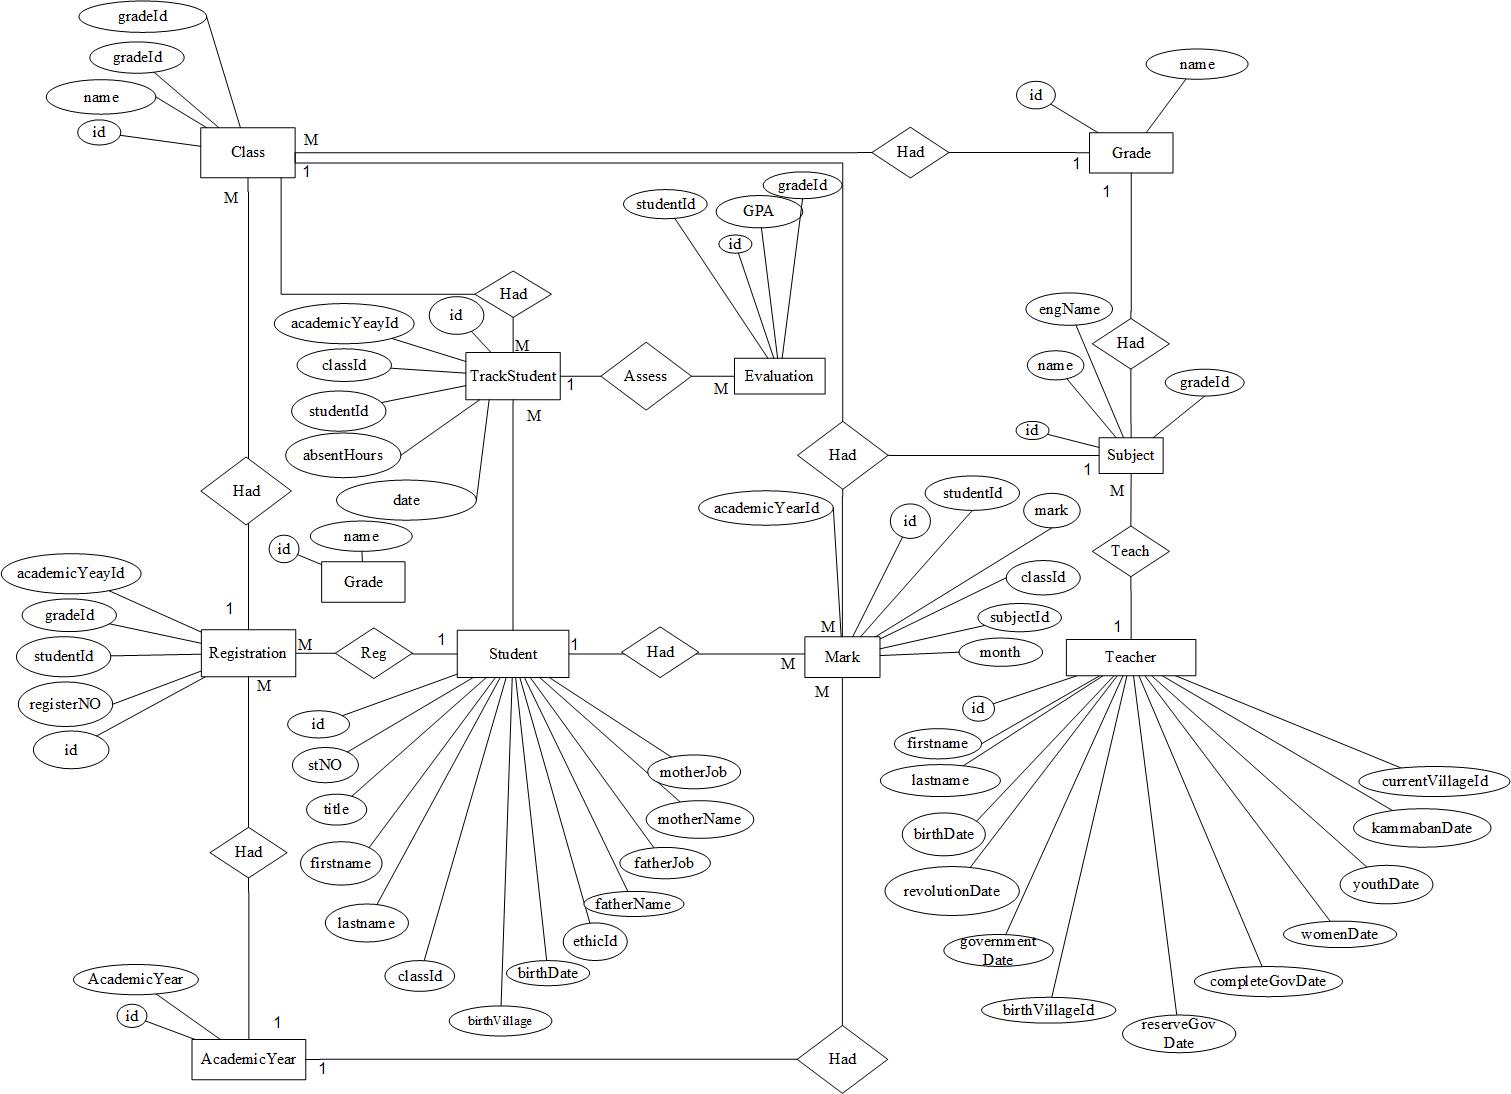 gradeId
gradeId
name
id
Class
M
1
M
Had
name
id
Grade
1
1
gradeId
studentId
GPA
id
Had
id
academicYeayId
M
classId
TrackStudent
1
Assess
M
Evaluation
studentId
M
absentHours
date
engName
Had
name
gradeId
id
Had
1
Subject
M
Had
name
id
Grade
academicYearId
id
studentId
mark
Teach
classId
subjectId
month
academicYeayId
gradeId
studentId
registerNO
id
1
Registration
M
M
Reg
1
Student
1
Had
M
M
Mark
M
1
Teacher
id
stNO
title
firstname
lastname
classId
birthVillage
birthDate
ethicId
fatherName
fatherJob
motherName
motherJob
id
firstname
lastname
birthDate
revolutionDate
government
Date
birthVillageId
reserveGov
Date
completeGovDate
womenDate
youthDate
kammabanDate
currentVillageId
Had
AcademicYear
id
1
AcademicYear
1
Had